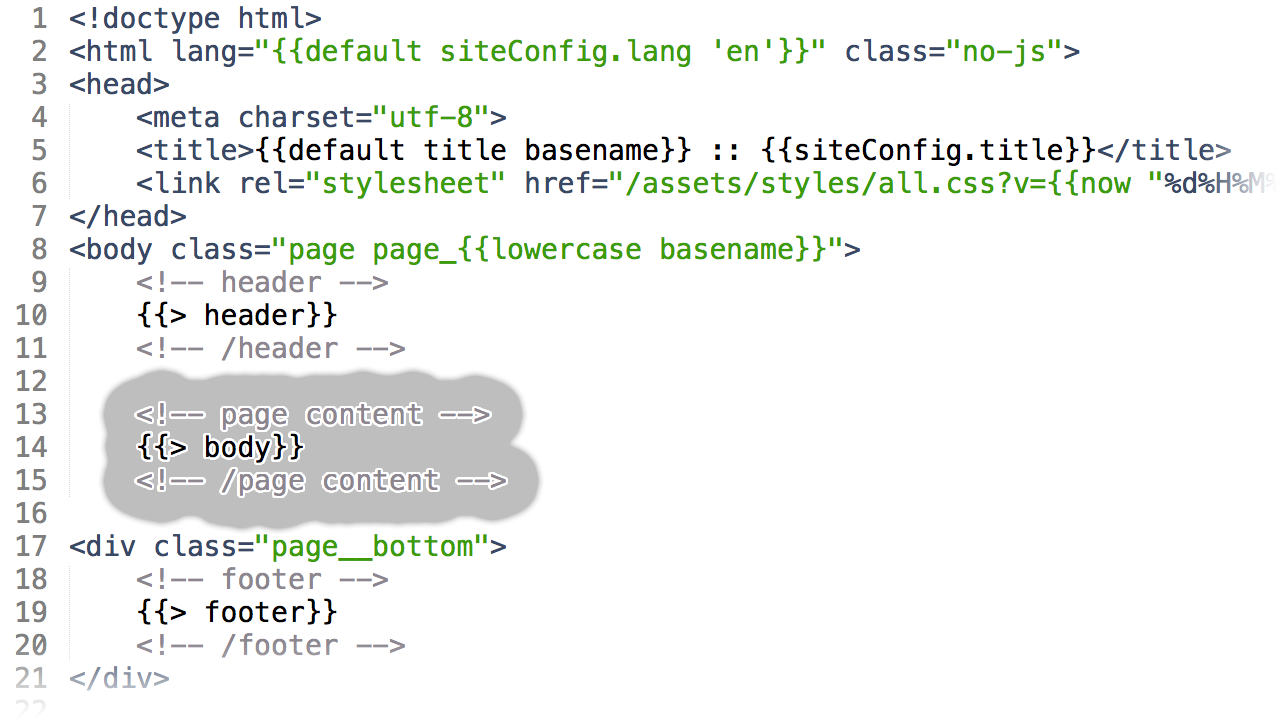 1 <!doctype html>
2 <html lang="{{default siteConfig.lang 'en'}}" class="no-js">
3 <head>
4     <meta charset="utf-8">
5     <title>{{default title basename}} :: {{siteConfig.title}}</title>
6     <link rel="stylesheet" href="/assets/styles/all.css?v={{now "%d%H%M%
7 </head>
8 <body class="page page_{{lowercase basename}}">
9     <!-- header -->
10     {{> header}}
11     <!-- /header -->
12
13     <!-- page content -->
14     {{> body}}
15     <!-- /page content -->
16
17 <div class="page__bottom">
18     <!-- footer -->
19     {{> footer}}
20     <!-- /footer -->
21 </div>
22